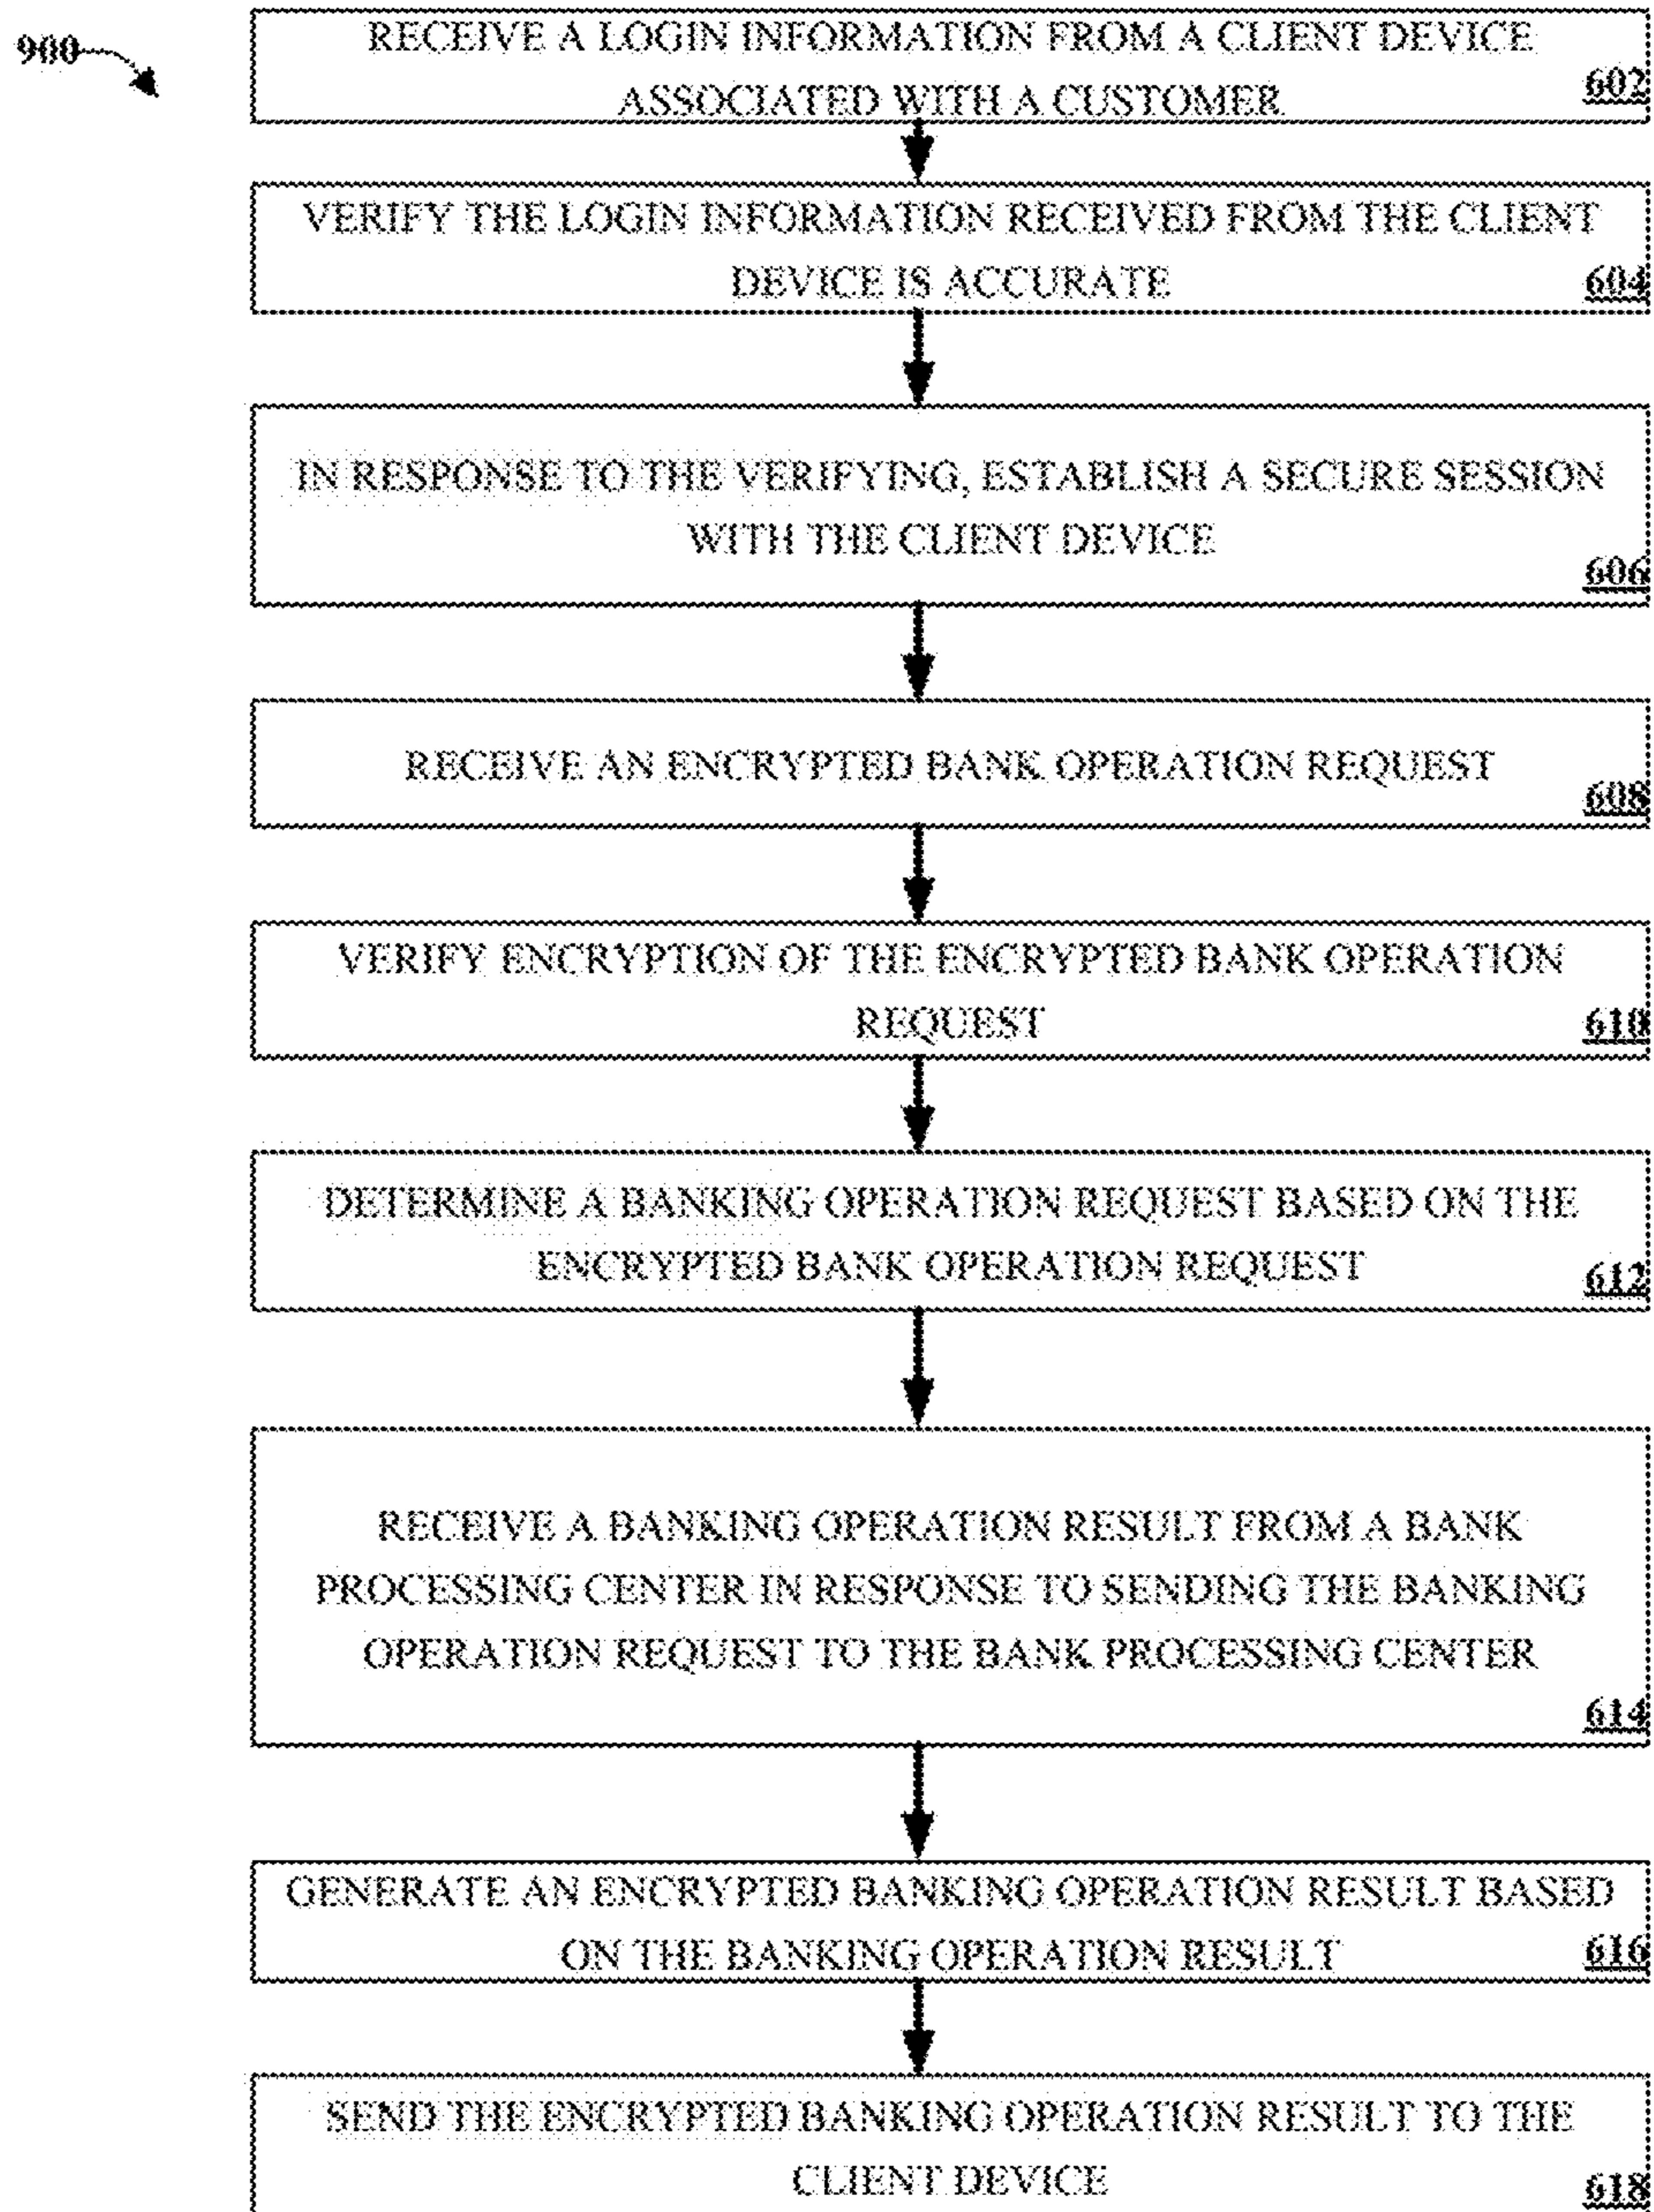 900
RECEIVE A LOGIN INFORMATION FROM A CLIENT DEVICE
ASSOCIATED WITH A CUSTOMER
602
VERIFY THE LOGIN INFORMATION RECEIVED FROM THE CLIENT
DEVICE IS ACCURATE
604
IN RESPONSE TO THE VERIFYING, ESTABLISH A SECURE SESSION
WITH THE CLIENT DEVICE
606
RECEIVE AN ENCRYPTED BANK OPERATION REQUEST
608
VERIFY ENCRYPTION OF THE ENCRYPTED BANK OPERATION
REQUEST
610
DETERMINE A BANKING OPERATION REQUEST BASED ON THE
ENCRYPTED BANK OPERATION REQUEST
612
RECEIVE A BANKING OPERATION RESULT FROM A BANK
PROCESSING CENTER IN RESPONSE TO SENDING THE BANKING
OPERATION REQUEST TO THE BANK PROCESSING CENTER
614
GENERATE AN ENCRYPTED BANKING OPERATION RESULT BASED
ON THE BANKING OPERATION RESULT
616
SEND THE ENCRYPTED BANKING OPERATION RESULT TO THE
CLIENT DEVICE
618